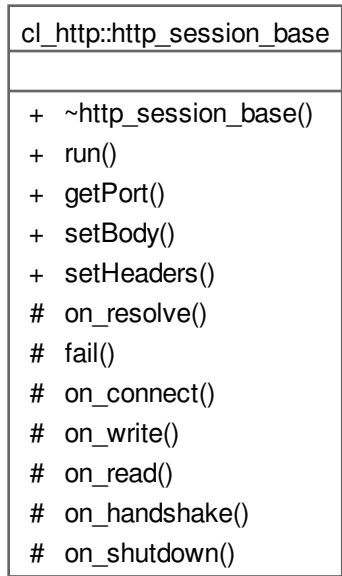 cl_http::http_session_base
+ ~http_session_base()
+ run()
+ getPort()
+ setBody()
+ setHeaders()
# on_resolve()
# fail()
# on_connect()
# on_write()
# on_read()
# on_handshake()
# on_shutdown()